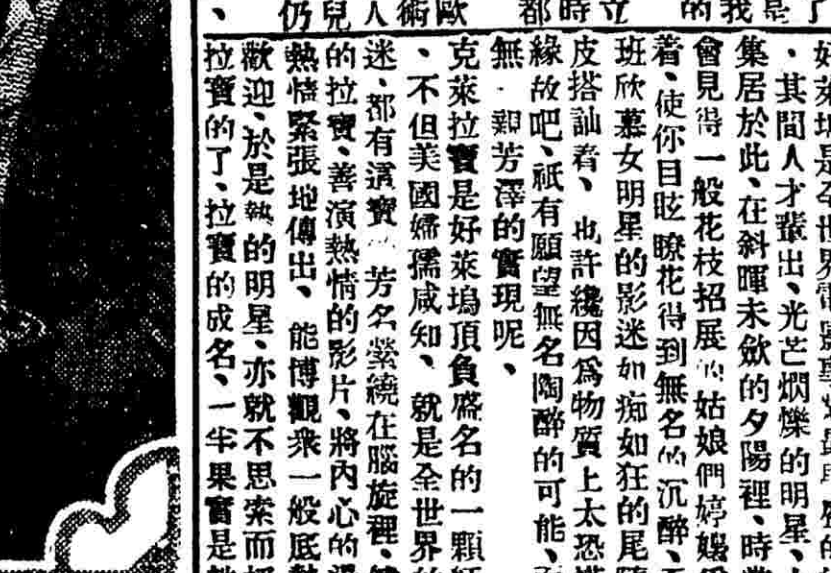 了是我的
立時都
歐術人兒仍、
好萊塢是全世界電影聖
、其間人才輩出、光芒燜爍的明星、
集居於此、在斜暉未歛的夕陽裡、時常
會見得一般花枝招展的姑娘們婷婷
着、使你目眩瞭花得到無名的沉醉、
班欣慕女明星的影迷如痴如狂的尾隨
皮搭訕着、也許纔因爲物質上太恐
緣故吧、祇有願望無名陶醉的可能、
無一親芳澤的實現呢、
克萊拉寶是好萊塢頂負盛名的一顆
、不但美國婦孺咸知、就是全世界的
迷、都有這寶的芳名縈繞在腦旋裡、
的拉寶、善演熱情的影片、將內心的
熱情緊張地傳出、能博觀衆一般底熱
歡迎、於是熱的明星、亦就不思索而
拉寶的了、拉寶的成名、一半果實是